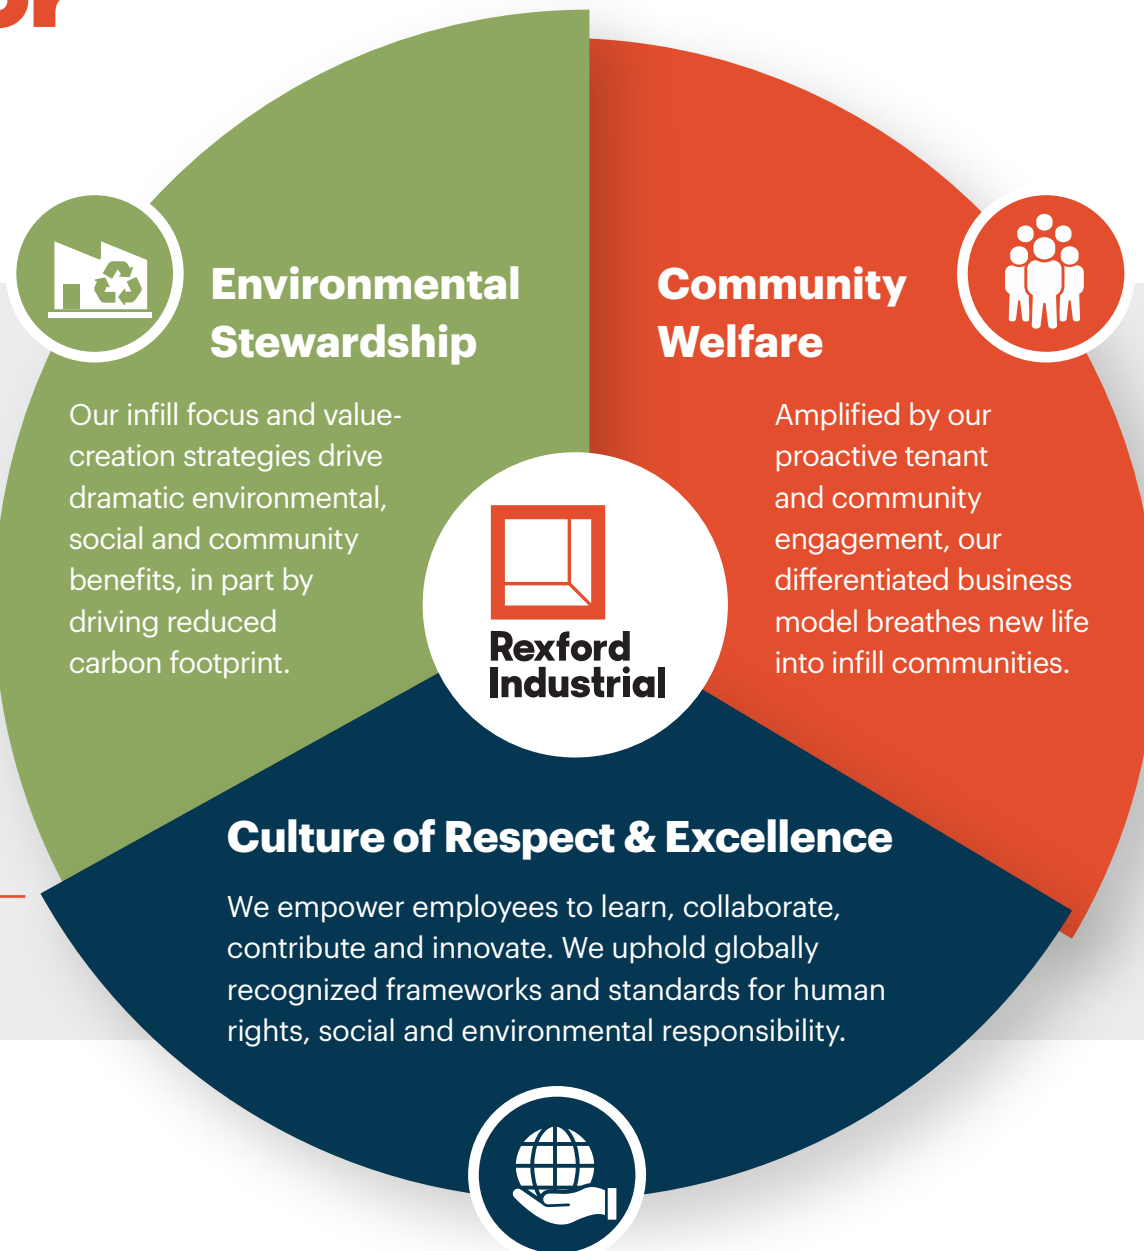 Environmental
Stewardship
Our infill focus and value-
creation strategies drive
dramatic environmental,
social and community
benefits, in part by
driving reduced
carbon footprint.
Community
Welfare
Amplified by our
proactive tenant
and community
engagement, our
differentiated business
model breathes new life
into infill communities.
Rexford
Industrial
Culture of Respect & Excellence
We empower employees to learn, collaborate,
contribute and innovate. We uphold globally
recognized frameworks and standards for human
rights, social and environmental responsibility.